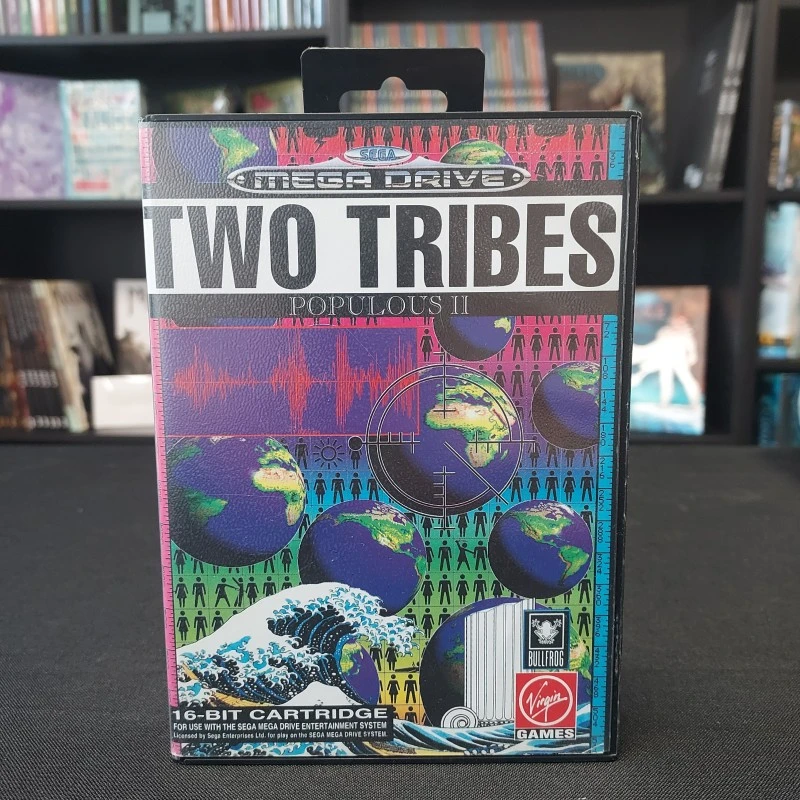 SEGA
MEGA DRIVE
TWO TRIBES
POPULOUS II
BULLFROG
Virgin
GAMES
16-BIT CARTRIDGE
FOR USE WITH THE SEGA MEGA DRIVE ENTERTAINMENT SYSTEM
Licensed by Sega Enterprises Ltd. for play on the SEGA MEGA DRIVE SYSTEM.